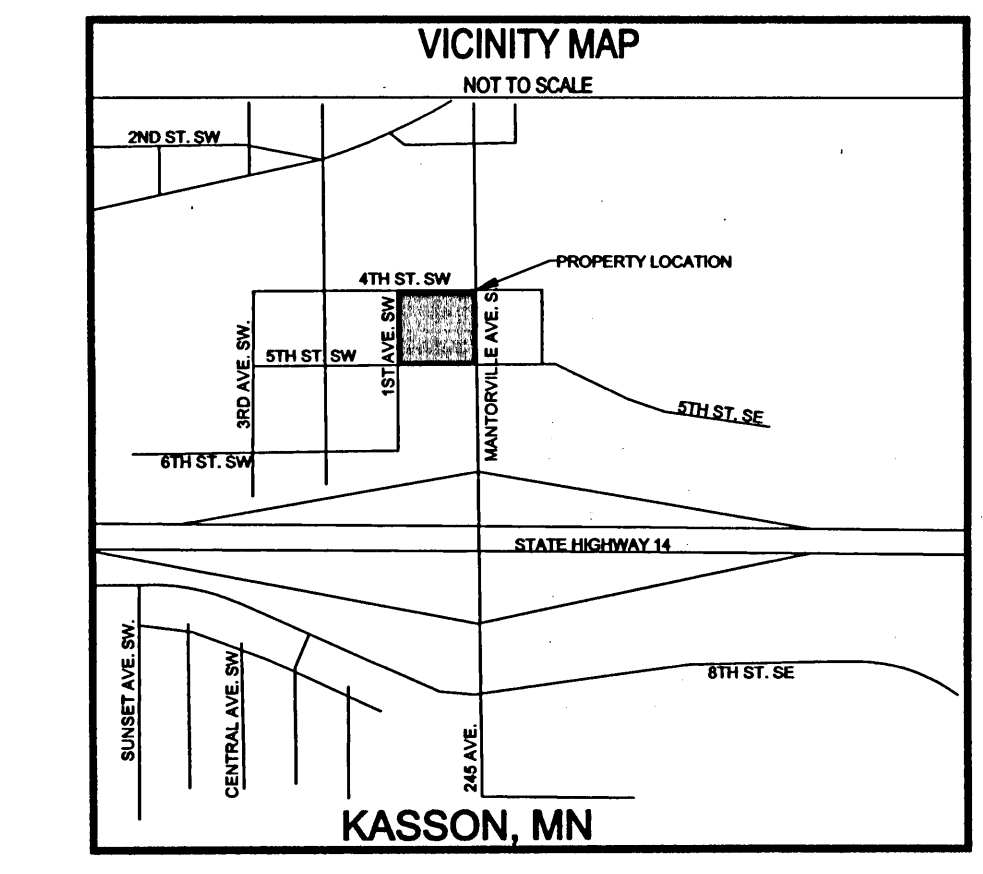 VICINITY MAP
NOT TO SCALE
2ND ST. SW
PROPERTY LOCATION
4TH ST. SW
1ST AVE. SW
MANTORVILLE AVE. S.
3RD AVE. SW.
5TH ST. SW
5TH ST. SE
6TH ST. SW
STATE HIGHWAY 14
SUNSET AVE. SW.
CENTRAL AVE. SW.
8TH ST. SE
245 AVE.
KASSON, MN